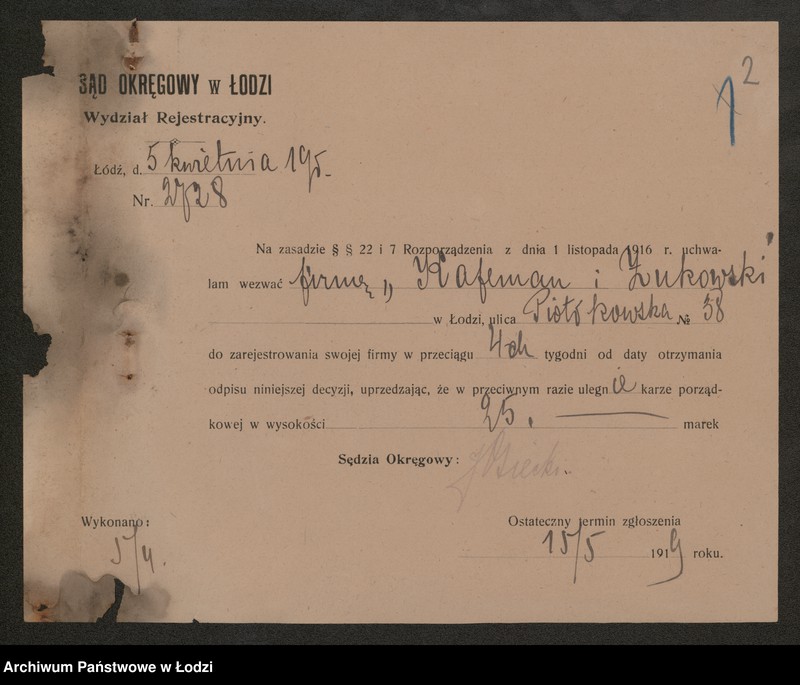 2
1
SĄD OKRĘGOWY w ŁODZI
Wydział Rejestracyjny.
Łódź, d. 5 kwietnia 19
Nr. 2728
Na zasadzie § § 22 i 7 Rozporządzenia z dnia 1 listopada 1916 r. uchwa-
lam wezwać firmę „Kafeman i Żukowski"
w Łodzi, ulica Piotrkowska № 38
do zarejestrowania swojej firmy w przeciągu 4ch tygodni od daty otrzymania
odpisu niniejszej decyzji, uprzedzając, że w przeciwnym razie ulegnie karze porząd-
kowej w wysokości 25. marek
Sędzia Okręgowy:
Wykonano: Ostateczny termin zgłoszenia
5/4. 15/5 1919 roku.
Archiwum Państwowe w Łodzi